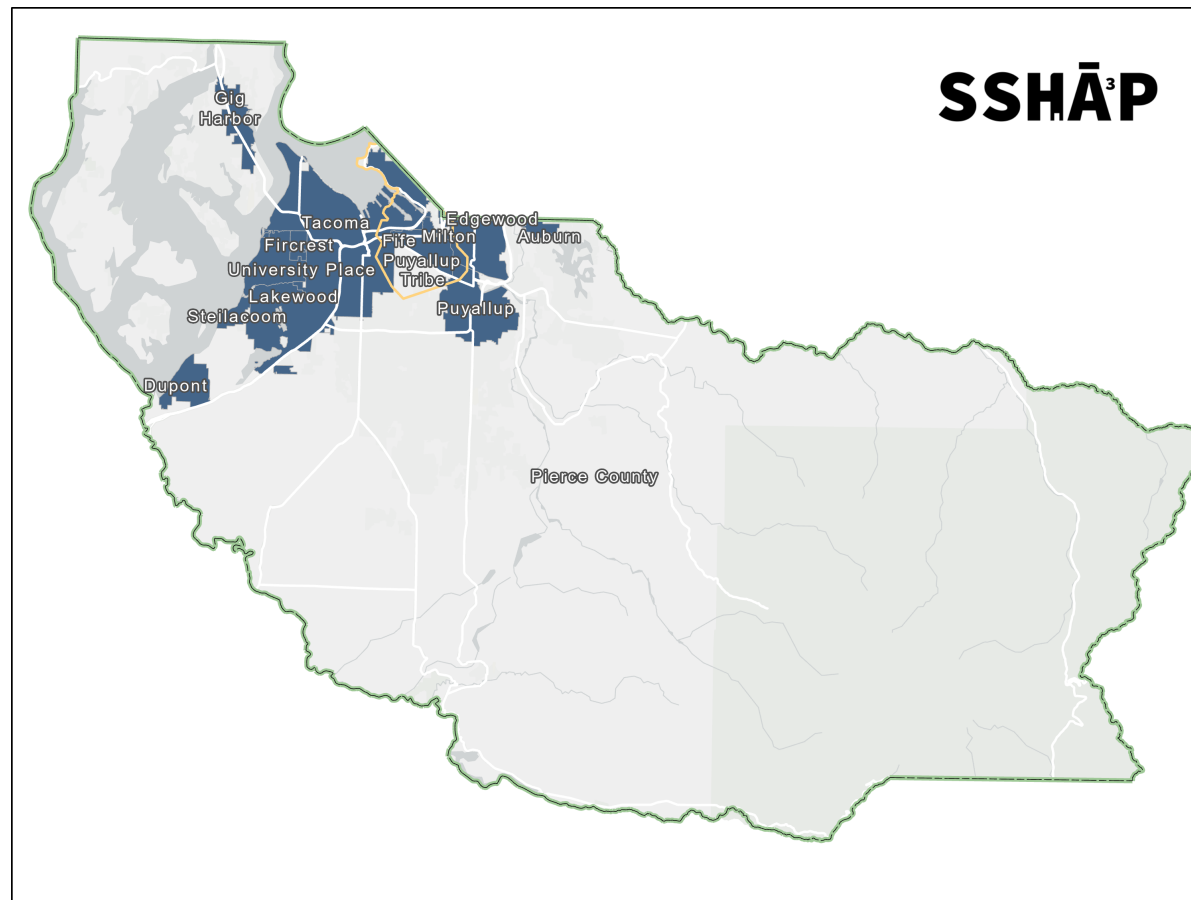 SSHĀ³P
Gig
Harbor
Tacoma
Edgewood
Fife
Milton
Auburn
Fircrest
Puyallup
Tribe
University Place
Lakewood
Steilacoom
Puyallup
Dupont
Pierce County